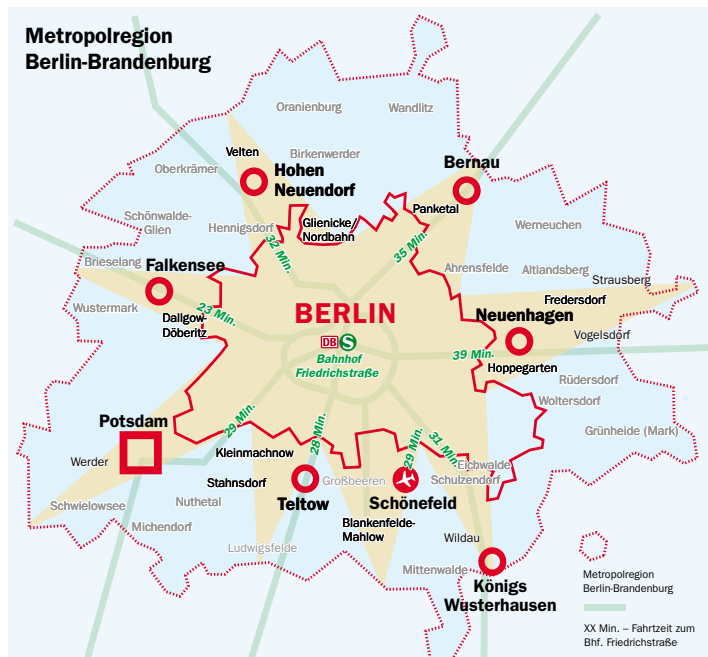 Metropolregion
Berlin-Brandenburg
Oranienburg
Wandlitz
Velten
Birkenwerder
Oberkrämer
Hohen
Neuendorf
Bernau
Schönwalde-
Glien
Hennigsdorf
Glienicke/
Nordbahn
Panketal
Werneuchen
32 Min.
35 Min.
Brieselang
Falkensee
Ahrensfelde
Altlandsberg
Strausberg
Wustermark
Dallgow-
Döberitz
23 Min.
BERLIN
Fredersdorf
Neuenhagen
Vogelsdorf
DB S
Bahnhof
Friedrichstraße
39 Min.
Hoppegarten
Rüdersdorf
Woltersdorf
Potsdam
29 Min.
28 Min.
29 Min.
31 Min.
Grünheide (Mark)
Werder
Kleinmachnow
Eichwalde
Schulzendorf
Stahnsdorf
Großbeeren
Schwielowsee
Nuthetal
Teltow
Schönefeld
Michendorf
Blankenfelde-
Mahlow
Wildau
Ludwigsfelde
Mittenwalde
Königs
Wusterhausen
Metropolregion
Berlin-Brandenburg
XX Min. – Fahrtzeit zum
Bhf. Friedrichstraße